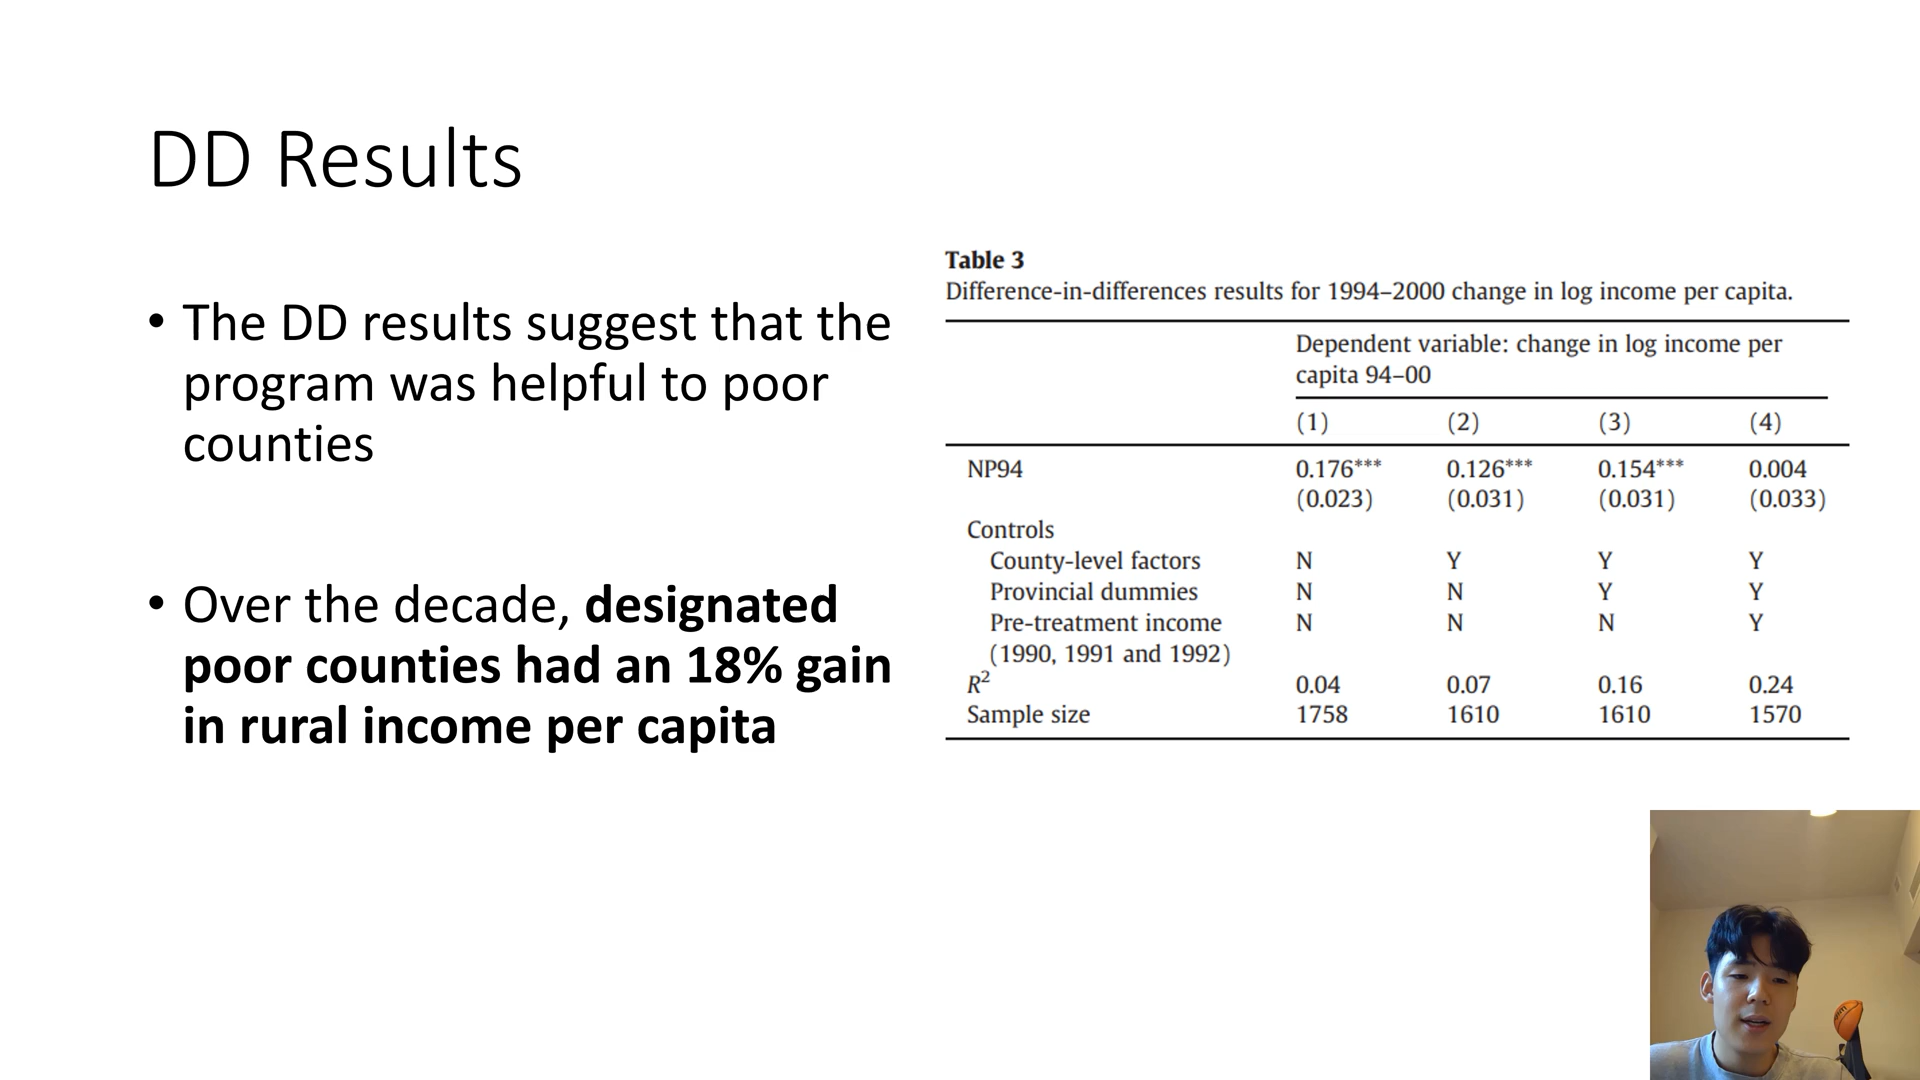 DD Results
• The DD results suggest that the
program was helpful to poor
counties
• Over the decade, designated
poor counties had an 18% gain
in rural income per capita
Table 3
Difference-in-differences results for 1994–2000 change in log income per capita.
Dependent variable: change in log income per
capita 94–00
(1) (2) (3) (4)
NP94 0.176*** 0.126*** 0.154*** 0.004
(0.023) (0.031) (0.031) (0.033)
Controls
County-level factors N Y Y Y
Provincial dummies N N Y Y
Pre-treatment income N N N Y
(1990, 1991 and 1992)
R² 0.04 0.07 0.16 0.24
Sample size 1758 1610 1610 1570